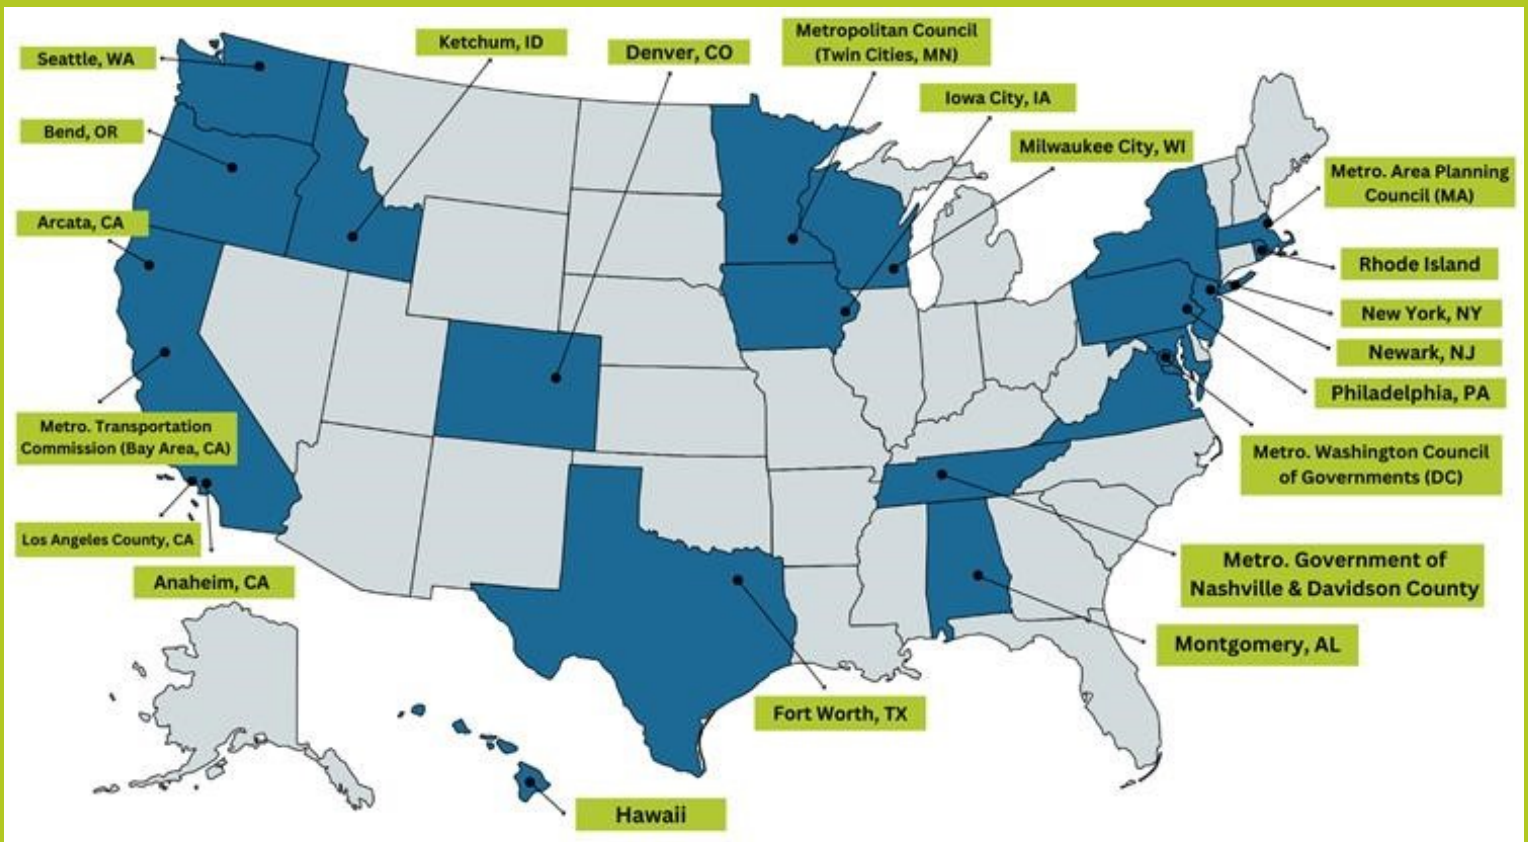 Seattle, WA
Ketchum, ID
Denver, CO
Metropolitan Council
(Twin Cities, MN)
Iowa City, IA
Bend, OR
Milwaukee City, WI
Metro. Area Planning
Council (MA)
Arcata, CA
Rhode Island
New York, NY
Newark, NJ
Philadelphia, PA
Metro. Transportation
Commission (Bay Area, CA)
Metro. Washington Council
of Governments (DC)
Los Angeles County, CA
Anaheim, CA
Metro. Government of
Nashville & Davidson County
Montgomery, AL
Fort Worth, TX
Hawaii